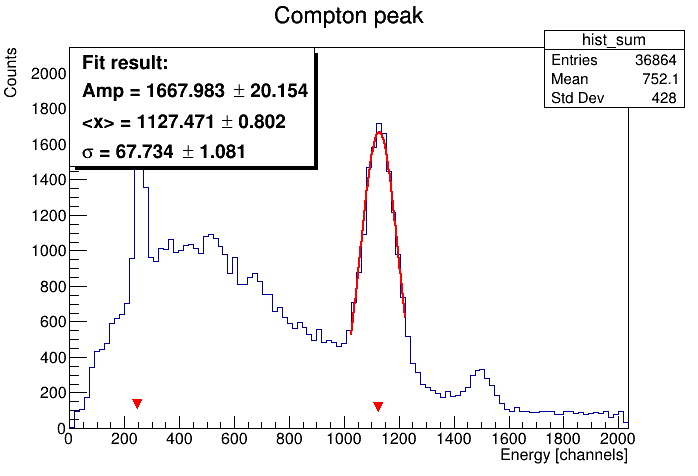 Compton peak
hist_sum
Entries 36864
Mean 752.1
Std Dev 428
Fit result:
Amp = 1667.983 ± 20.154
<x> = 1127.471 ± 0.802
σ = 67.734 ± 1.081
Counts
2000
1800
1600
1400
1200
1000
800
600
400
200
0
0 200 400 600 800 1000 1200 1400 1600 1800 2000
Energy [channels]